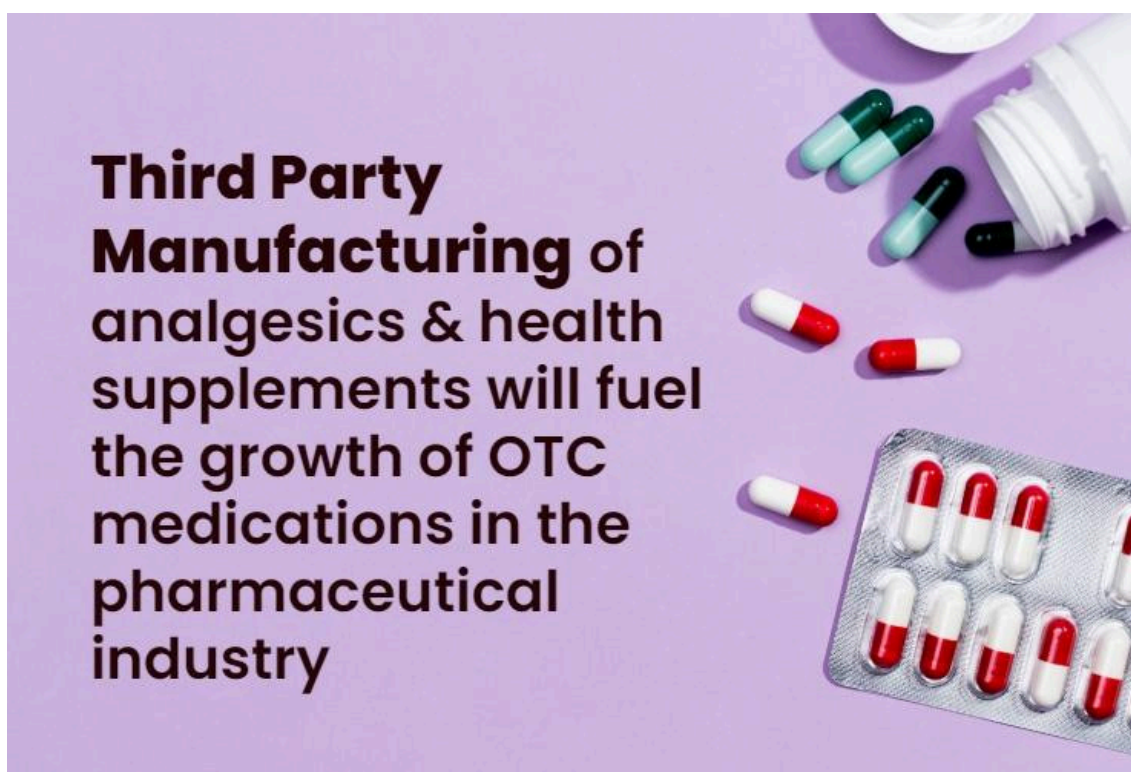 Third Party
Manufacturing of
analgesics & health
supplements will fuel
the growth of OTC
medications in the
pharmaceutical
industry